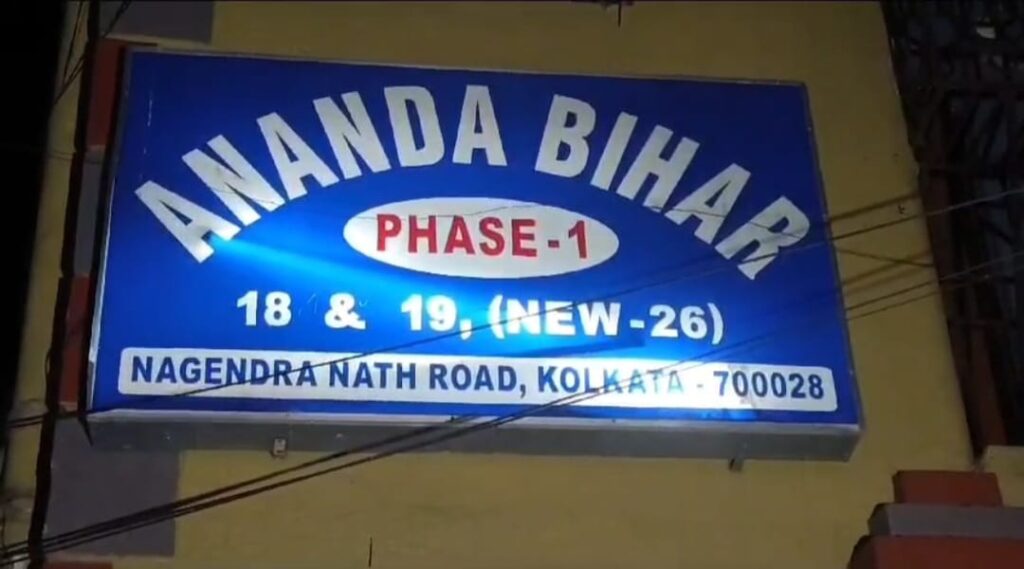 ANANDA BIHAR
PHASE-1
18 & 19, (NEW-26)
NAGENDRA NATH ROAD, KOLKATA - 700028